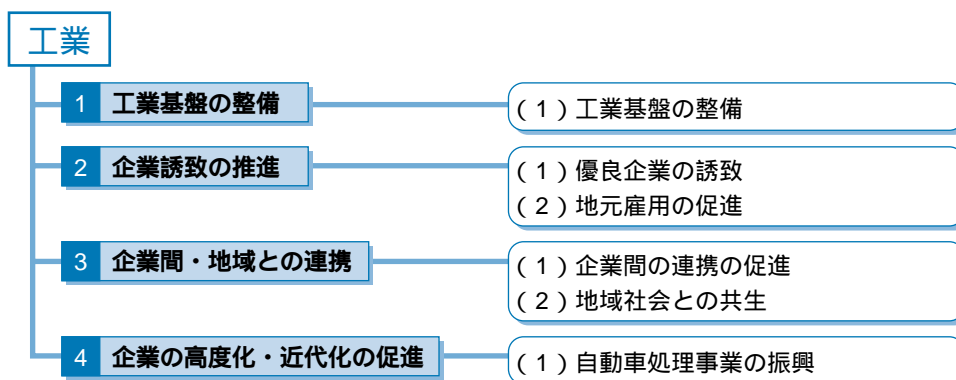 工業
1 工業基盤の整備
(1)工業基盤の整備
2 企業誘致の推進
(1)優良企業の誘致
(2)地元雇用の促進
3 企業間・地域との連携
(1)企業間の連携の促進
(2)地域社会との共生
4 企業の高度化・近代化の促進
(1)自動車処理事業の振興